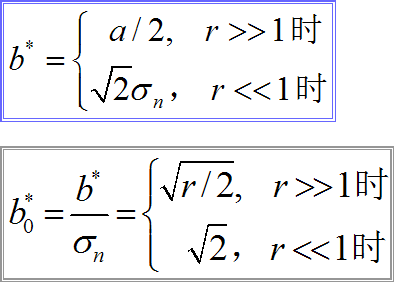 b* = { a / 2, r >> 1时
√2σₙ， r << 1时
b₀* = b*/σₙ = { √(r / 2), r >> 1时
√2， r << 1时